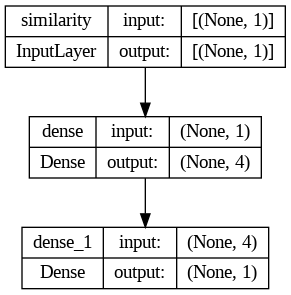 similarity input: [(None, 1)]
InputLayer output: [(None, 1)]
dense input: (None, 1)
Dense output: (None, 4)
dense_1 input: (None, 4)
Dense output: (None, 1)